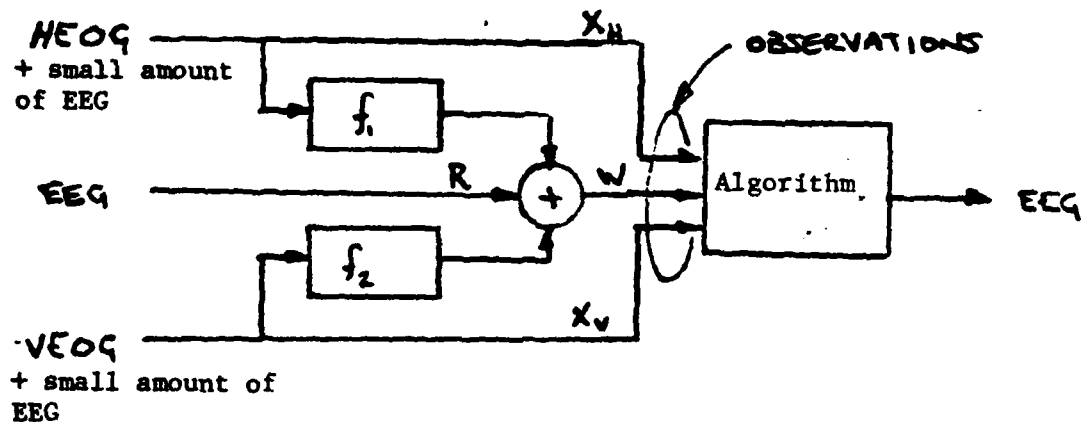 HEOG
+ small amount
of EEG
X_H
OBSERVATIONS
f₁
EEG
R
+
W
Algorithm
EEG
f₂
X_V
VEOG
+ small amount of
EEG